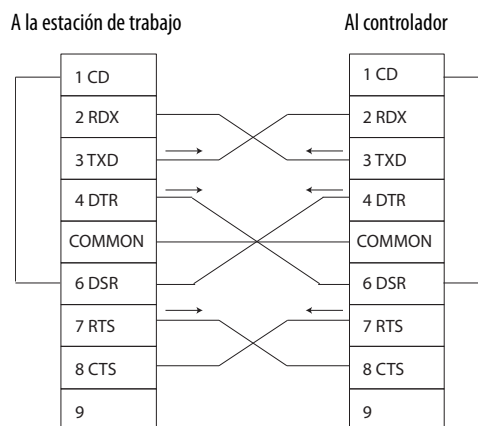 A la estación de trabajo
Al controlador
1 CD
2 RDX
3 TXD
4 DTR
COMMON
6 DSR
7 RTS
8 CTS
9
1 CD
2 RDX
3 TXD
4 DTR
COMMON
6 DSR
7 RTS
8 CTS
9